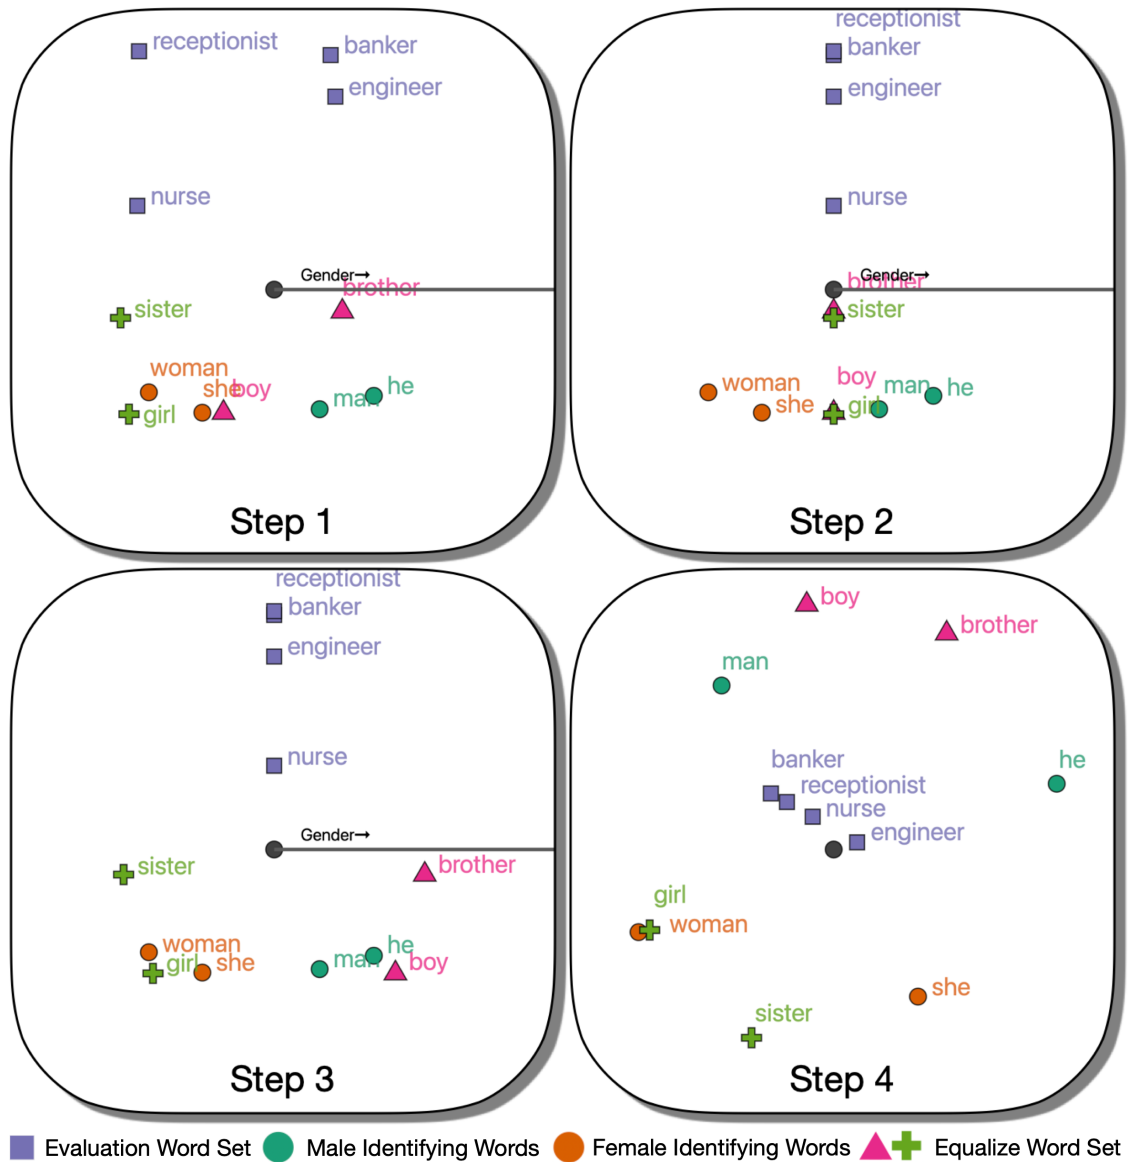 receptionist
banker
engineer
nurse
Gender→
brother
sister
woman
she
boy
he
man
girl
Step 1
receptionist
banker
engineer
nurse
Gender→
brother
sister
boy
woman
man
he
she
girl
Step 2
receptionist
banker
engineer
nurse
Gender→
sister
brother
woman
he
girl
she
man
boy
Step 3
boy
brother
man
banker
he
receptionist
nurse
engineer
girl
woman
she
sister
Step 4
Evaluation Word Set
Male Identifying Words
Female Identifying Words
Equalize Word Set